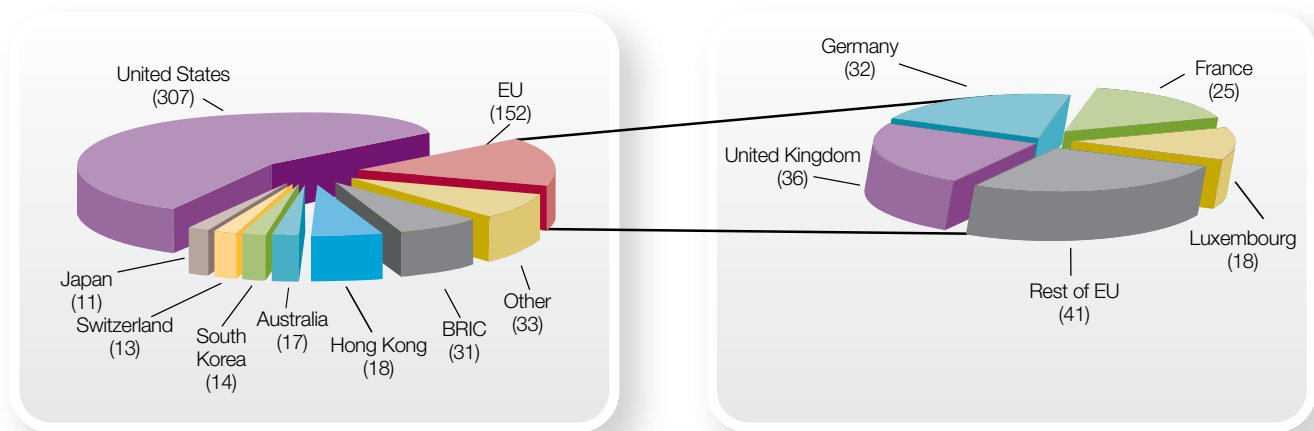 United States
(307)
EU
(152)
Japan
(11)
Switzerland
(13)
South
Korea
(14)
Australia
(17)
Hong Kong
(18)
BRIC
(31)
Other
(33)
Germany
(32)
France
(25)
United Kingdom
(36)
Luxembourg
(18)
Rest of EU
(41)